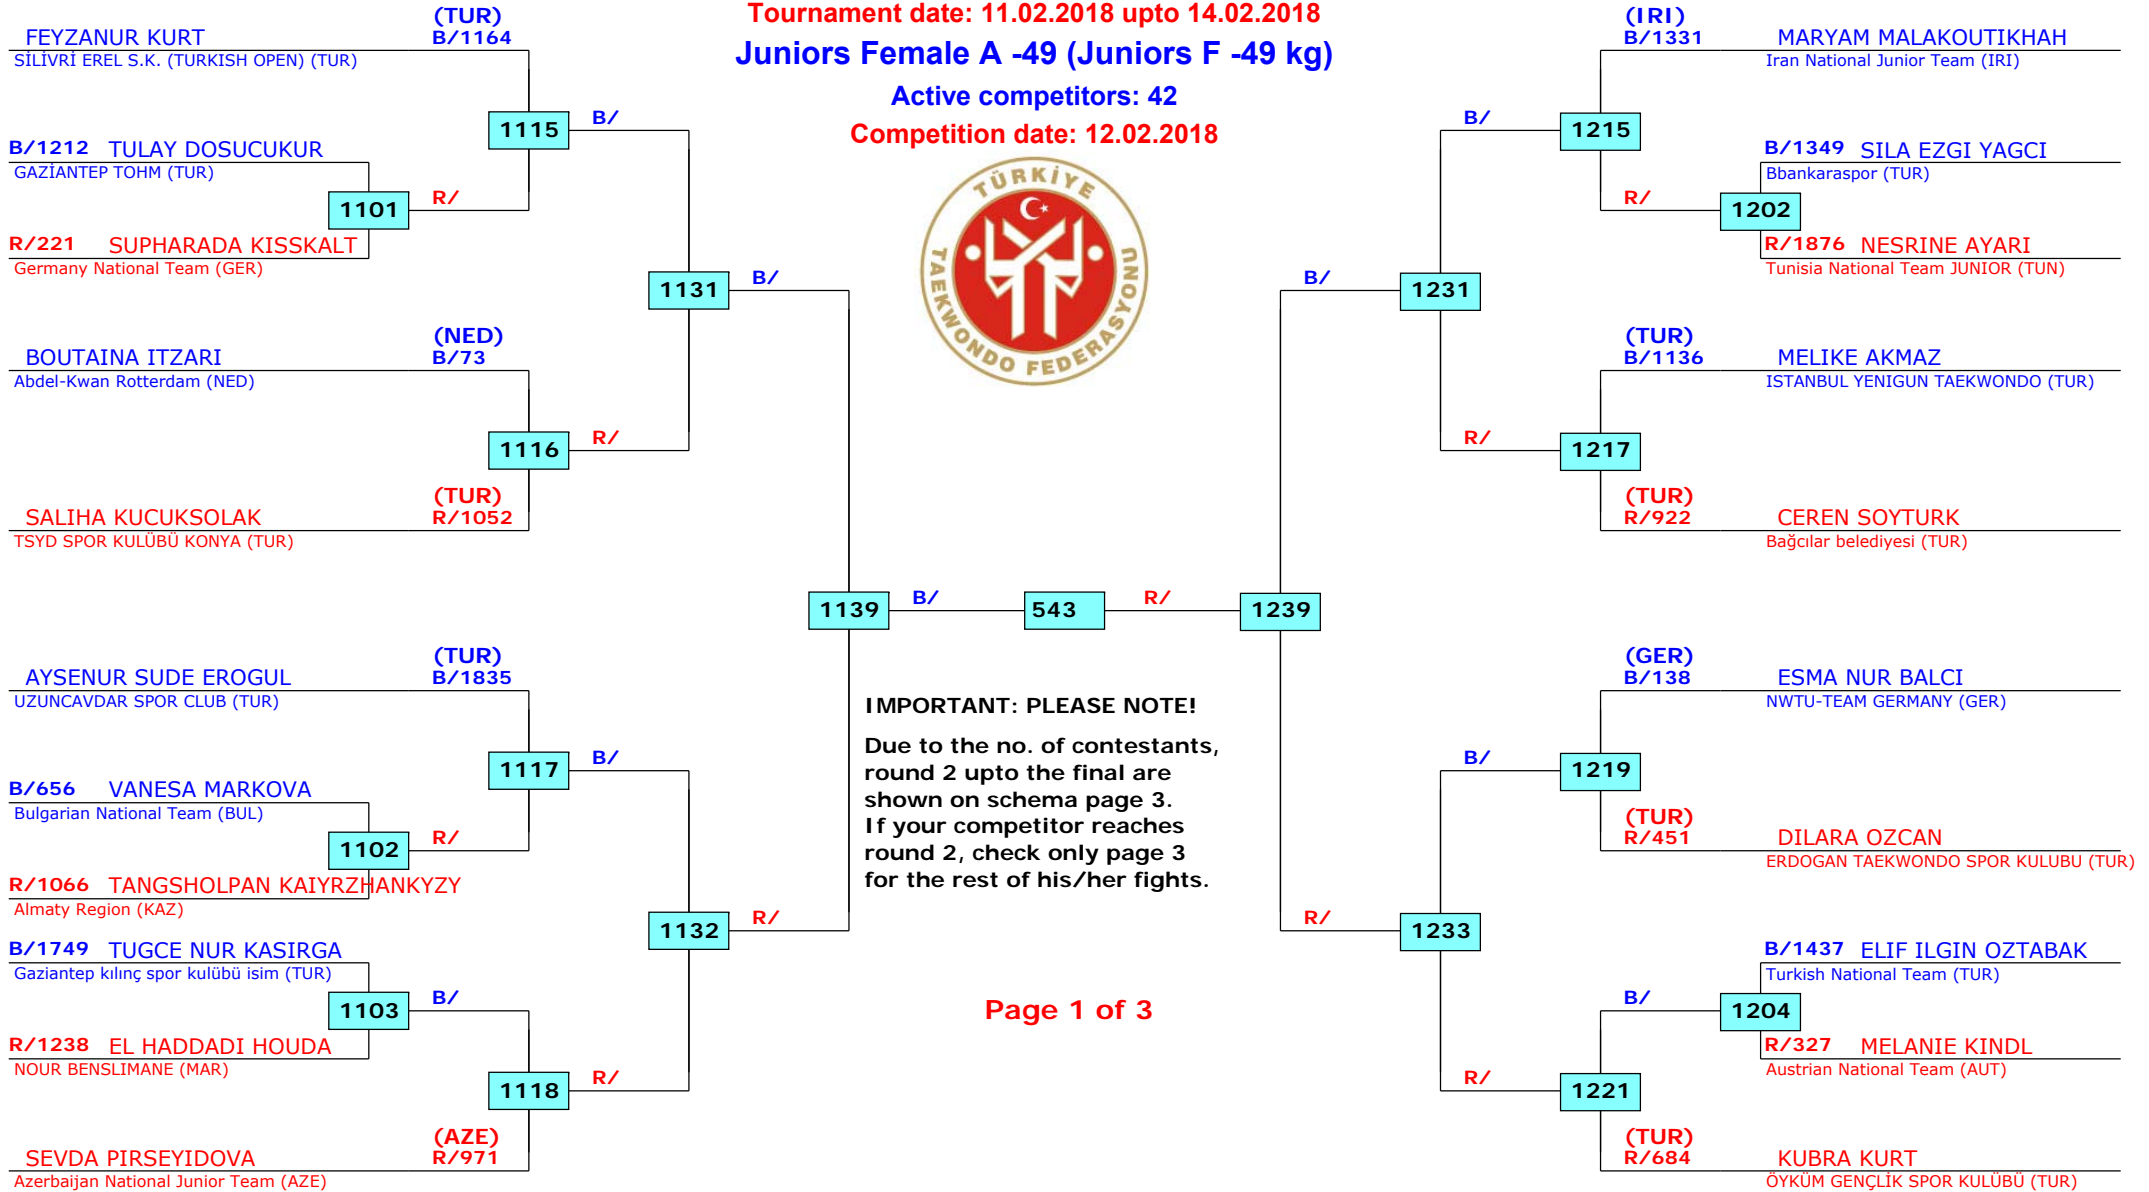 Tournament date: 11.02.2018 upto 14.02.2018
Juniors Female A -49 (Juniors F -49 kg)
Active competitors: 42
Competition date: 12.02.2018
TÜRKİYE
TAEKWONDO FEDERASYONU
(TUR)
FEYZANUR KURT B/1164
SİLİVRİ EREL S.K. (TURKISH OPEN) (TUR)
1115 B/
B/1212 TULAY DOSUCUKUR
GAZİANTEP TOHM (TUR)
1101 R/
R/221 SUPHARADA KISSKALT
Germany National Team (GER)
1131 B/
(NED)
BOUTAINA ITZARI B/73
Abdel-Kwan Rotterdam (NED)
1116 R/
(TUR)
SALIHA KUCUKSOLAK R/1052
TSYD SPOR KULÜBÜ KONYA (TUR)
1139 B/
543
R/ 1239
(TUR)
AYSENUR SUDE EROGUL B/1835
UZUNCAVDAR SPOR CLUB (TUR)
1117 B/
B/656 VANESA MARKOVA
Bulgarian National Team (BUL)
1102 R/
R/1066 TANGSHOLPAN KAIYRZHANKYZY
Almaty Region (KAZ)
1132 R/
B/1749 TUGCE NUR KASIRGA
Gaziantep kılınç spor kulübü isim (TUR)
1103 B/
R/1238 EL HADDADI HOUDA
NOUR BENSLIMANE (MAR)
1118 R/
(AZE)
SEVDA PIRSEYIDOVA R/971
Azerbaijan National Junior Team (AZE)
IMPORTANT: PLEASE NOTE!
Due to the no. of contestants,
round 2 upto the final are
shown on schema page 3.
If your competitor reaches
round 2, check only page 3
for the rest of his/her fights.
Page 1 of 3
(IRI)
B/1331 MARYAM MALAKOUTIKHAH
Iran National Junior Team (IRI)
B/ 1215
B/1349 SILA EZGI YAGCI
Bbankaraspor (TUR)
R/ 1202
R/1876 NESRINE AYARI
Tunisia National Team JUNIOR (TUN)
B/ 1231
(TUR)
B/1136 MELIKE AKMAZ
ISTANBUL YENIGUN TAEKWONDO (TUR)
R/ 1217
(TUR)
R/922 CEREN SOYTURK
Bağcılar belediyesi (TUR)
(GER)
B/138 ESMA NUR BALCI
NWTU-TEAM GERMANY (GER)
B/ 1219
(TUR)
R/451 DILARA OZCAN
ERDOGAN TAEKWONDO SPOR KULUBU (TUR)
R/ 1233
B/1437 ELIF ILGIN OZTABAK
Turkish National Team (TUR)
B/ 1204
R/327 MELANIE KINDL
Austrian National Team (AUT)
R/ 1221
(TUR)
R/684 KUBRA KURT
ÖYKÜM GENÇLİK SPOR KULÜBÜ (TUR)